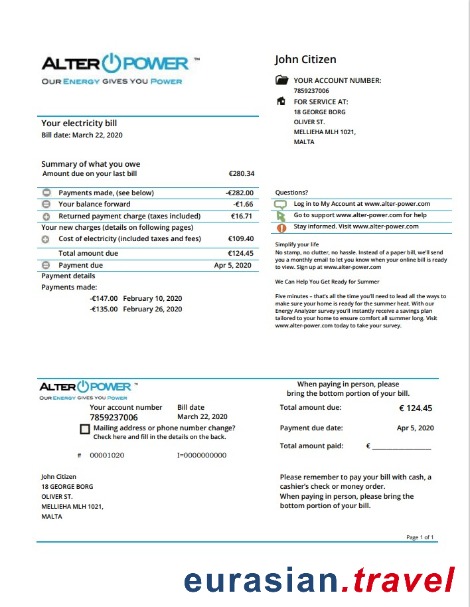 ALTER POWER ™
OUR ENERGY GIVES YOU POWER
John Citizen
YOUR ACCOUNT NUMBER:
7859237006
FOR SERVICE AT:
18 GEORGE BORG
OLIVER ST.
MELLIEHA MLH 1021,
MALTA
Your electricity bill
Bill date: March 22, 2020
Summary of what you owe
Amount due on your last bill €280.34
Payments made, (see below) -€282.00
Your balance forward -€1.66
Returned payment charge (taxes included) €16.71
Your new charges (details on following pages)
Cost of electricity (included taxes and fees) €109.40
Total amount due €124.45
Payment due Apr 5, 2020
Payment details
Payments made:
-€147.00 February 10, 2020
-€135.00 February 26, 2020
Questions?
Log in to My Account at www.alter-power.com
Go to support www.alter-power.com for help
Stay informed. Visit www.alter-power.com
Simplify your life
No stamp, no clutter, no hassle. Instead of a paper bill, we'll send
you a monthly email to let you know when your online bill is ready
to view. Sign up at www.alter-power.com
We Can Help You Get Ready for Summer
Five minutes – that's all the time you'll need to lead all the ways to
make sure your home is ready for the summer heat. With our
Energy Analyzer survey you'll instantly receive a savings plan
tailored to your home to ensure comfort all summer long. Visit
www.alter-power.com today to take your survey.
ALTER POWER ™
OUR ENERGY GIVES YOU POWER
Your account number Bill date
7859237006 March 22, 2020
Mailing address or phone number change?
Check here and fill in the details on the back.
# 00001020 I=0000000000
John Citizen
18 GEORGE BORG
OLIVER ST.
MELLIEHA MLH 1021,
MALTA
When paying in person, please
bring the bottom portion of your bill.
Total amount due: € 124.45
Payment due date: Apr 5, 2020
Total amount paid: € _______________
Please remember to pay your bill with cash, a
cashier's check or money order.
When paying in person, please bring the
bottom portion of your bill.
Page 1 of 1
eurasian.travel